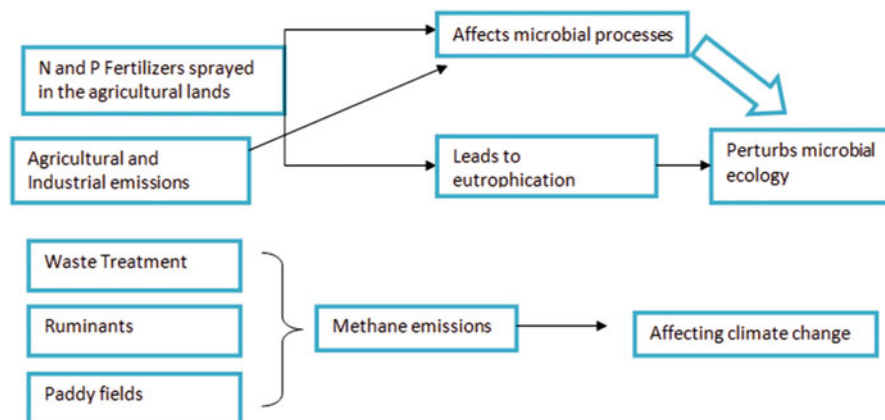 Affects microbial processes
N and P Fertilizers sprayed
in the agricultural lands
Agricultural and
Industrial emissions
Leads to
eutrophication
Perturbs microbial
ecology
Waste Treatment
Ruminants
Paddy fields
Methane emissions
Affecting climate change